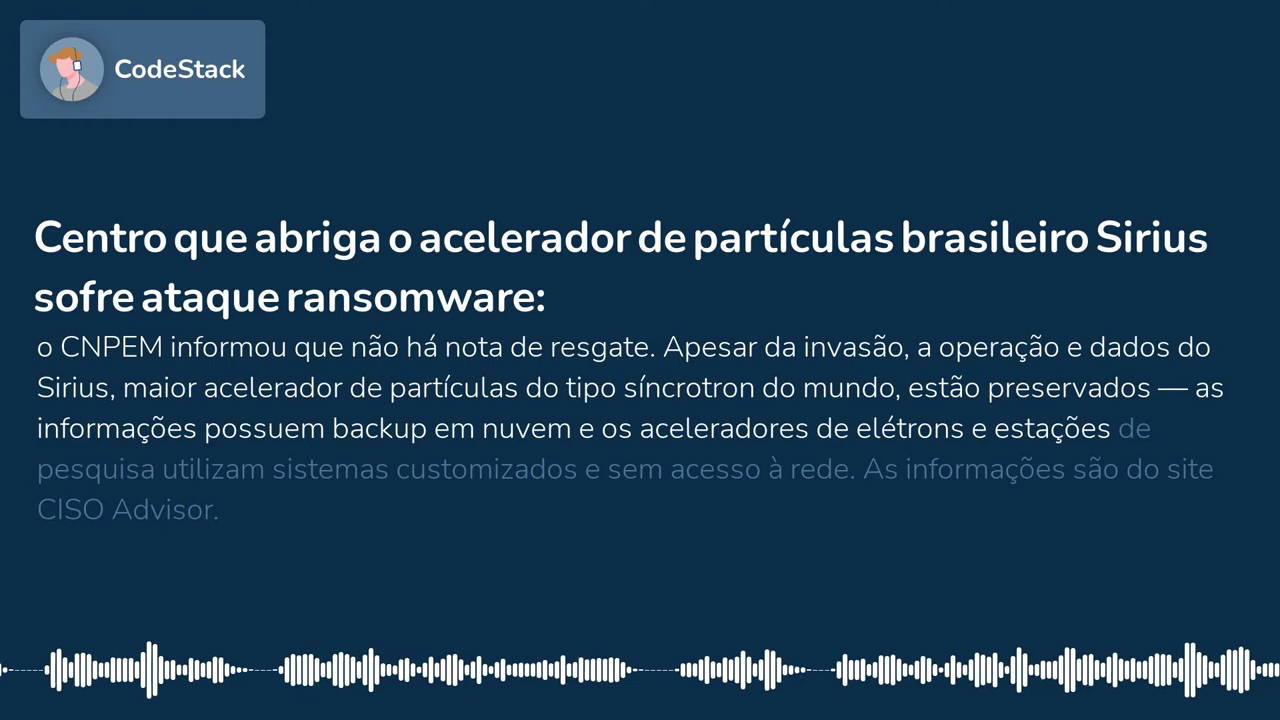 CodeStack
Centro que abriga o acelerador de partículas brasileiro Sirius
sofre ataque ransomware:
o CNPEM informou que não há nota de resgate. Apesar da invasão, a operação e dados do
Sirius, maior acelerador de partículas do tipo síncrotron do mundo, estão preservados — as
informações possuem backup em nuvem e os aceleradores de elétrons e estações de
pesquisa utilizam sistemas customizados e sem acesso à rede. As informações são do site
CISO Advisor.